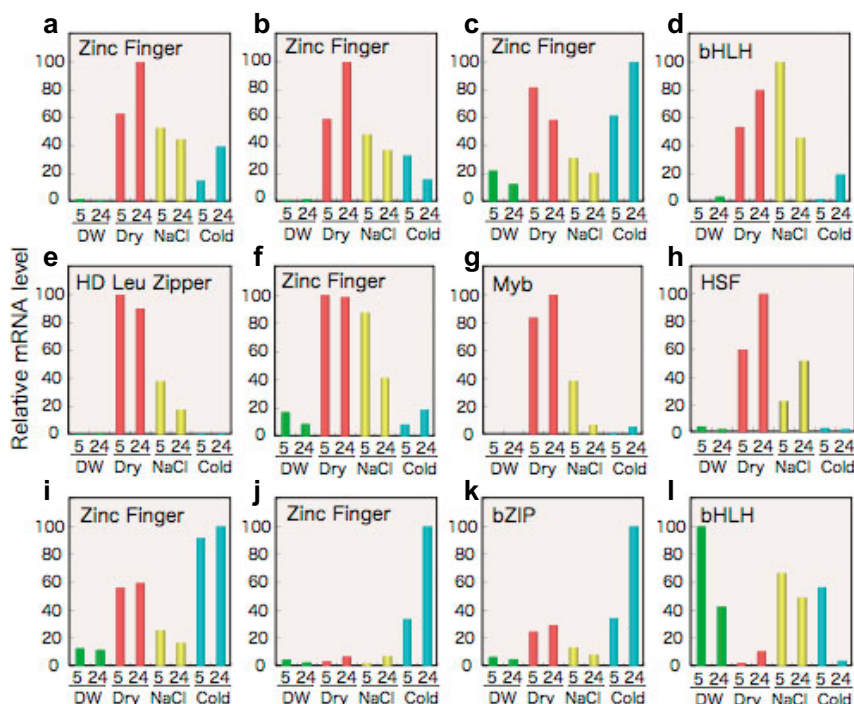 a b c d
Zinc Finger Zinc Finger Zinc Finger bHLH
100 100 100 100
80 80 80 80
60 60 60 60
40 40 40 40
20 20 20 20
0 0 0 0
5 24 5 24 5 24 5 24 5 24 5 24 5 24 5 24 5 24 5 24 5 24 5 24 5 24 5 24 5 24 5 24
DW Dry NaCl Cold DW Dry NaCl Cold DW Dry NaCl Cold DW Dry NaCl Cold
Relative mRNA level
e f g h
HD Leu Zipper Zinc Finger Myb HSF
100 100 100 100
80 80 80 80
60 60 60 60
40 40 40 40
20 20 20 20
0 0 0 0
5 24 5 24 5 24 5 24 5 24 5 24 5 24 5 24 5 24 5 24 5 24 5 24 5 24 5 24 5 24 5 24
DW Dry NaCl Cold DW Dry NaCl Cold DW Dry NaCl Cold DW Dry NaCl Cold
i j k l
Zinc Finger Zinc Finger bZIP bHLH
100 100 100 100
80 80 80 80
60 60 60 60
40 40 40 40
20 20 20 20
0 0 0 0
5 24 5 24 5 24 5 24 5 24 5 24 5 24 5 24 5 24 5 24 5 24 5 24 5 24 5 24 5 24 5 24
DW Dry NaCl Cold DW Dry NaCl Cold DW Dry NaCl Cold DW Dry NaCl Cold